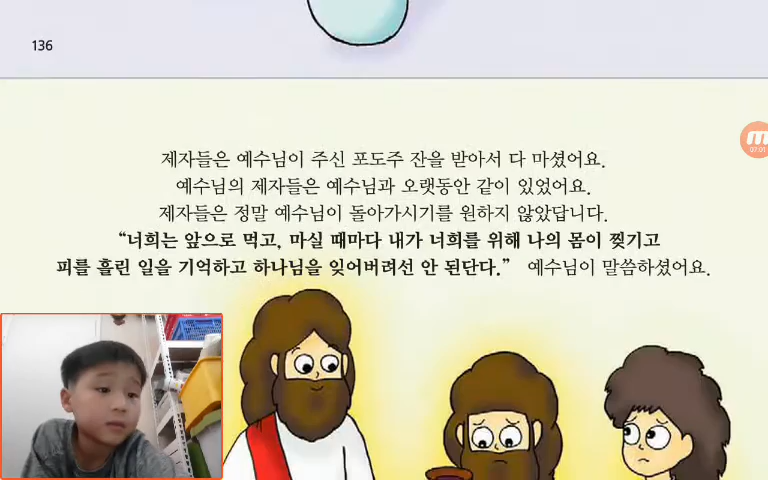 136
제자들은 예수님이 주신 포도주 잔을 받아서 다 마셨어요.
예수님의 제자들은 예수님과 오랫동안 같이 있었어요.
제자들은 정말 예수님이 돌아가시기를 원하지 않았답니다.
“너희는 앞으로 먹고, 마실 때마다 내가 너희를 위해 나의 몸이 찢기고
피를 흘린 일을 기억하고 하나님을 잊어버려선 안 된단다.” 예수님이 말씀하셨어요.